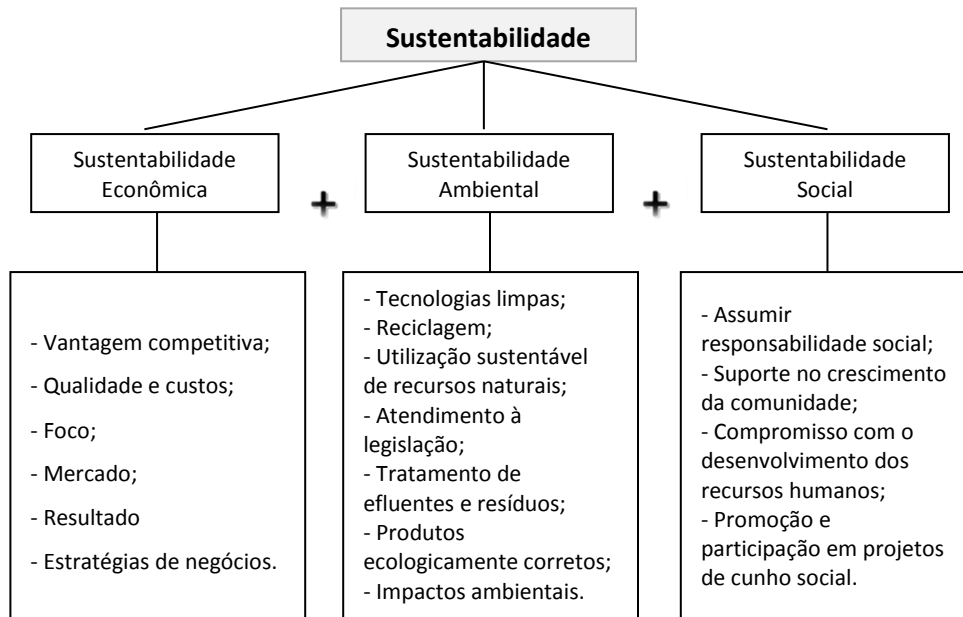 Sustentabilidade
Sustentabilidade
Econômica
+
Sustentabilidade
Ambiental
+
Sustentabilidade
Social
- Vantagem competitiva;
- Qualidade e custos;
- Foco;
- Mercado;
- Resultado
- Estratégias de negócios.
- Tecnologias limpas;
- Reciclagem;
- Utilização sustentável
de recursos naturais;
- Atendimento à
legislação;
- Tratamento de
efluentes e resíduos;
- Produtos
ecologicamente corretos;
- Impactos ambientais.
- Assumir
responsabilidade social;
- Suporte no crescimento
da comunidade;
- Compromisso com o
desenvolvimento dos
recursos humanos;
- Promoção e
participação em projetos
de cunho social.